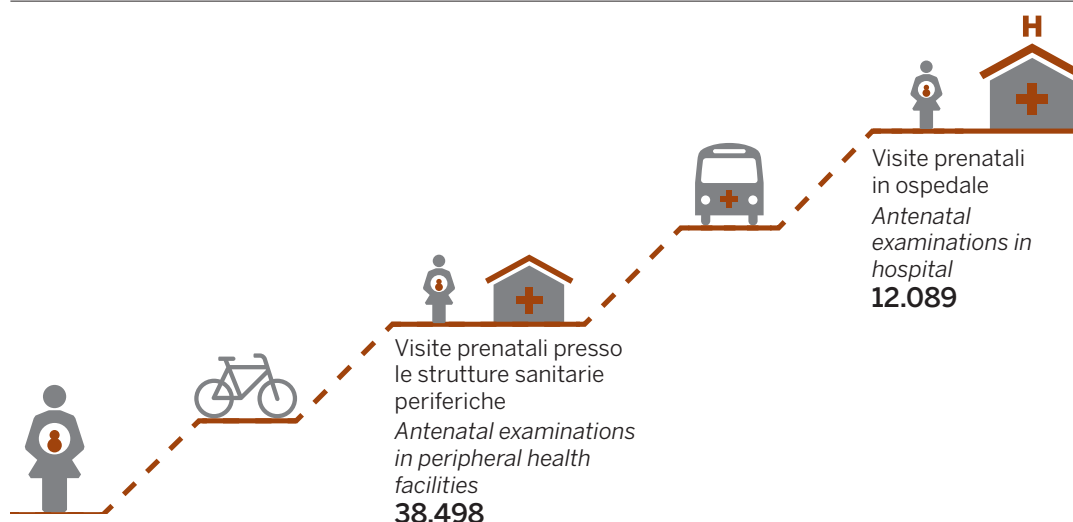 H
Visite prenatali
in ospedale
Antenatal
examinations in
hospital
12.089
Visite prenatali presso
le strutture sanitarie
periferiche
Antenatal examinations
in peripheral health
facilities
38.498